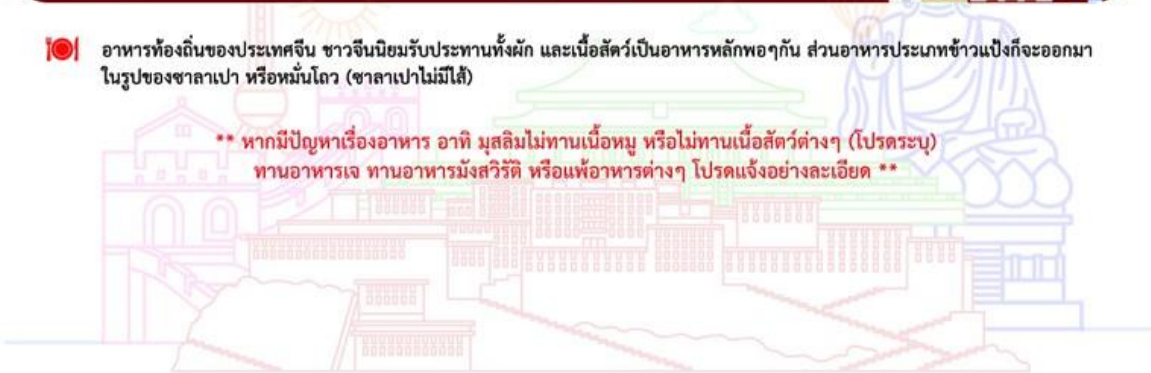 อาหารท้องถิ่นของประเทศจีน ชาวจีนนิยมรับประทานทั้งผัก และเนื้อสัตว์เป็นอาหารหลักพอๆกัน ส่วนอาหารประเภทข้าวแป้งก็จะออกมา
ในรูปของซาลาเปา หรือหมั่นโถว (ซาลาเปาไม่มีไส้)
** หากมีปัญหาเรื่องอาหาร อาทิ มุสลิมไม่ทานเนื้อหมู หรือไม่ทานเนื้อสัตว์ต่างๆ (โปรดระบุ)
ทานอาหารเจ ทานอาหารมังสวิรัติ หรือแพ้อาหารต่างๆ โปรดแจ้งอย่างละเอียด **